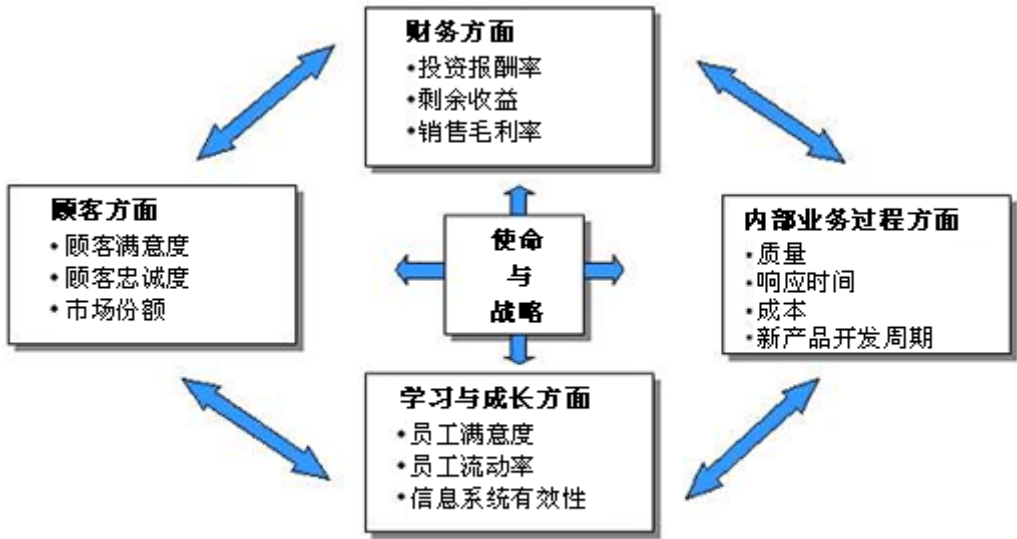 财务方面
•投资报酬率
•剩余收益
•销售毛利率
顾客方面
•顾客满意度
•顾客忠诚度
•市场份额
使命
与
战略
内部业务过程方面
•质量
•响应时间
•成本
•新产品开发周期
学习与成长方面
•员工满意度
•员工流动率
•信息系统有效性